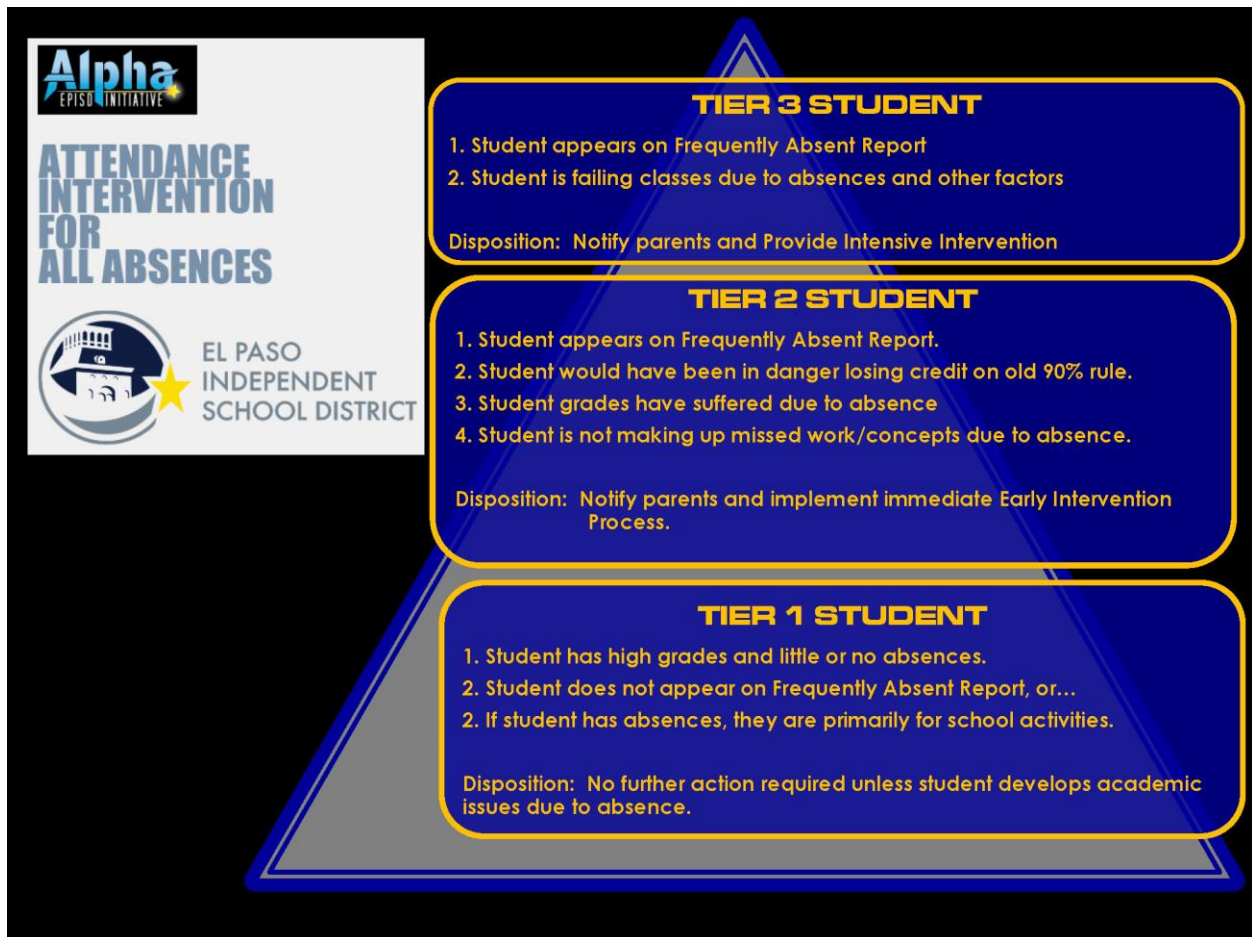 Alpha
EPISD INITIATIVE
ATTENDANCE
INTERVENTION
FOR
ALL ABSENCES
EL PASO
INDEPENDENT
SCHOOL DISTRICT
TIER 3 STUDENT
1. Student appears on Frequently Absent Report
2. Student is failing classes due to absences and other factors
Disposition: Notify parents and Provide Intensive Intervention
TIER 2 STUDENT
1. Student appears on Frequently Absent Report.
2. Student would have been in danger losing credit on old 90% rule.
3. Student grades have suffered due to absence
4. Student is not making up missed work/concepts due to absence.
Disposition: Notify parents and implement immediate Early Intervention
Process.
TIER 1 STUDENT
1. Student has high grades and little or no absences.
2. Student does not appear on Frequently Absent Report, or...
2. If student has absences, they are primarily for school activities.
Disposition: No further action required unless student develops academic
issues due to absence.